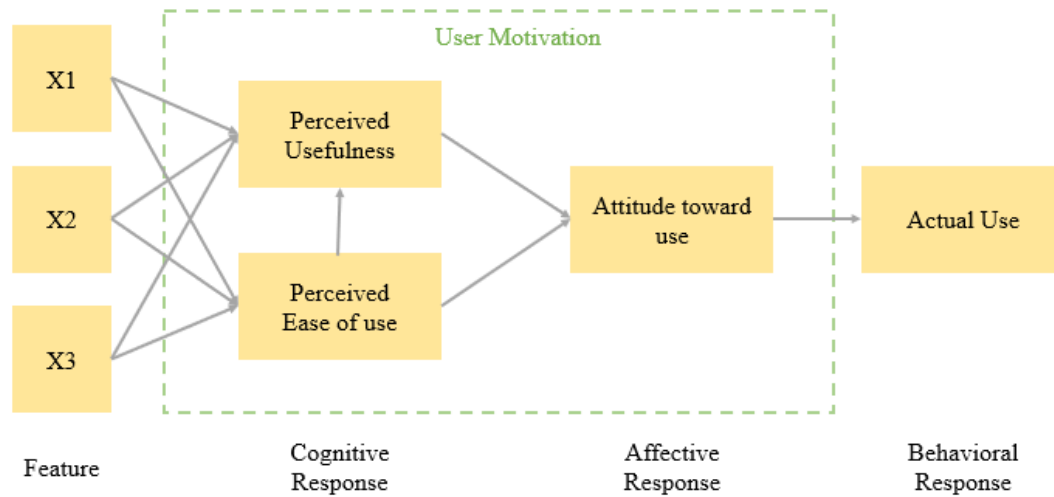 User Motivation
X1
Perceived
Usefulness
X2
Attitude toward
use
Actual Use
Perceived
Ease of use
X3
Feature
Cognitive
Response
Affective
Response
Behavioral
Response